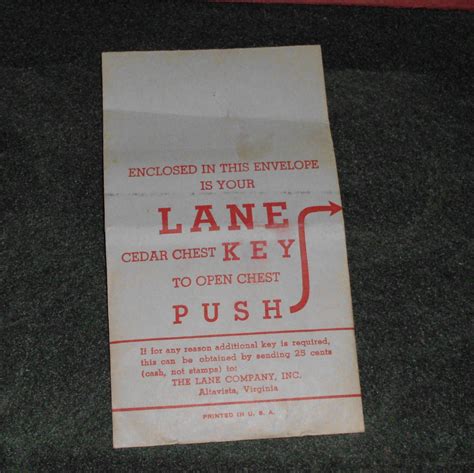 ENCLOSED IN THIS ENVELOPE
IS YOUR
LANE
CEDAR CHEST KEY
TO OPEN CHEST
PUSH
If for any reason additional key is required,
this can be obtained by sending 25 cents
(cash, not stamps) to:
THE LANE COMPANY, INC.
Altavista, Virginia
PRINTED IN U. S. A.